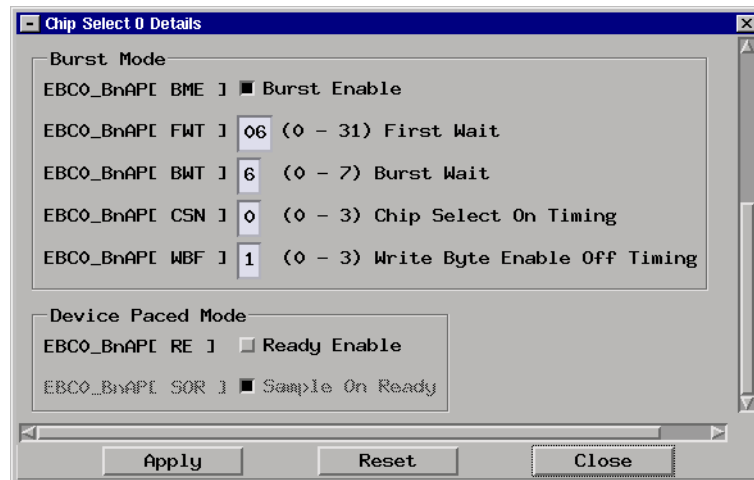 Chip Select 0 Details
Burst Mode
EBC0_BnAP[ BME ] Burst Enable
EBC0_BnAP[ FWT ] 06 (0 - 31) First Wait
EBC0_BnAP[ BWT ] 6 (0 - 7) Burst Wait
EBC0_BnAP[ CSN ] 0 (0 - 3) Chip Select On Timing
EBC0_BnAP[ WBF ] 1 (0 - 3) Write Byte Enable Off Timing
Device Paced Mode
EBC0_BnAP[ RE ] Ready Enable
EBC0_BnAP[ SOR ] Sample On Ready
Apply Reset Close